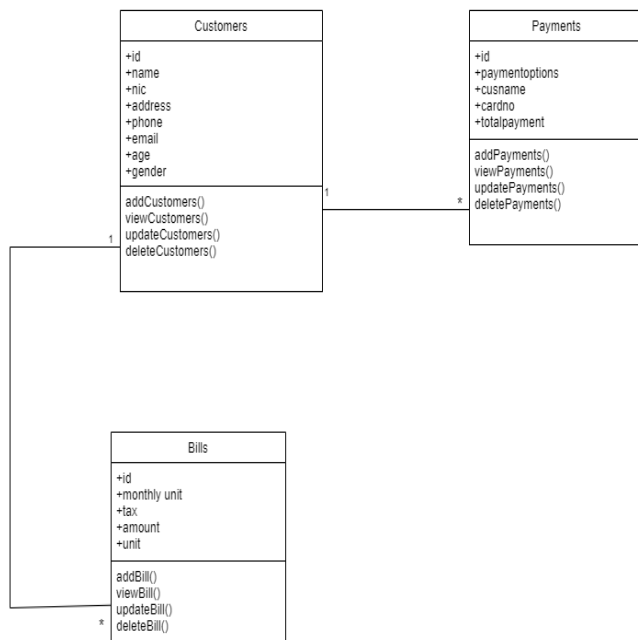 Customers
+id
+name
+nic
+address
+phone
+email
+age
+gender
addCustomers()
viewCustomers()
updateCustomers()
deleteCustomers()
1
1
Payments
+id
+paymentoptions
+cusname
+cardno
+totalpayment
addPayments()
viewPayments()
updatePayments()
deletePayments()
*
Bills
+id
+monthly unit
+tax
+amount
+unit
addBill()
viewBill()
updateBill()
deleteBill()
*